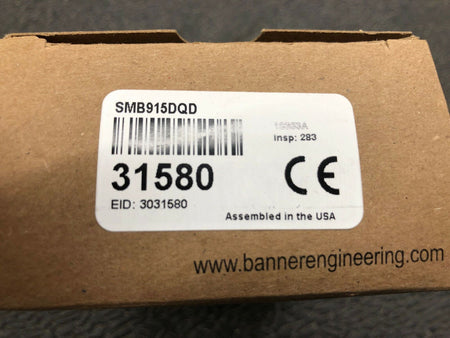 SMB915DQD
insp: 283
31580
CE
EID: 3031580
Assembled in the USA
www.bannerengineering.com